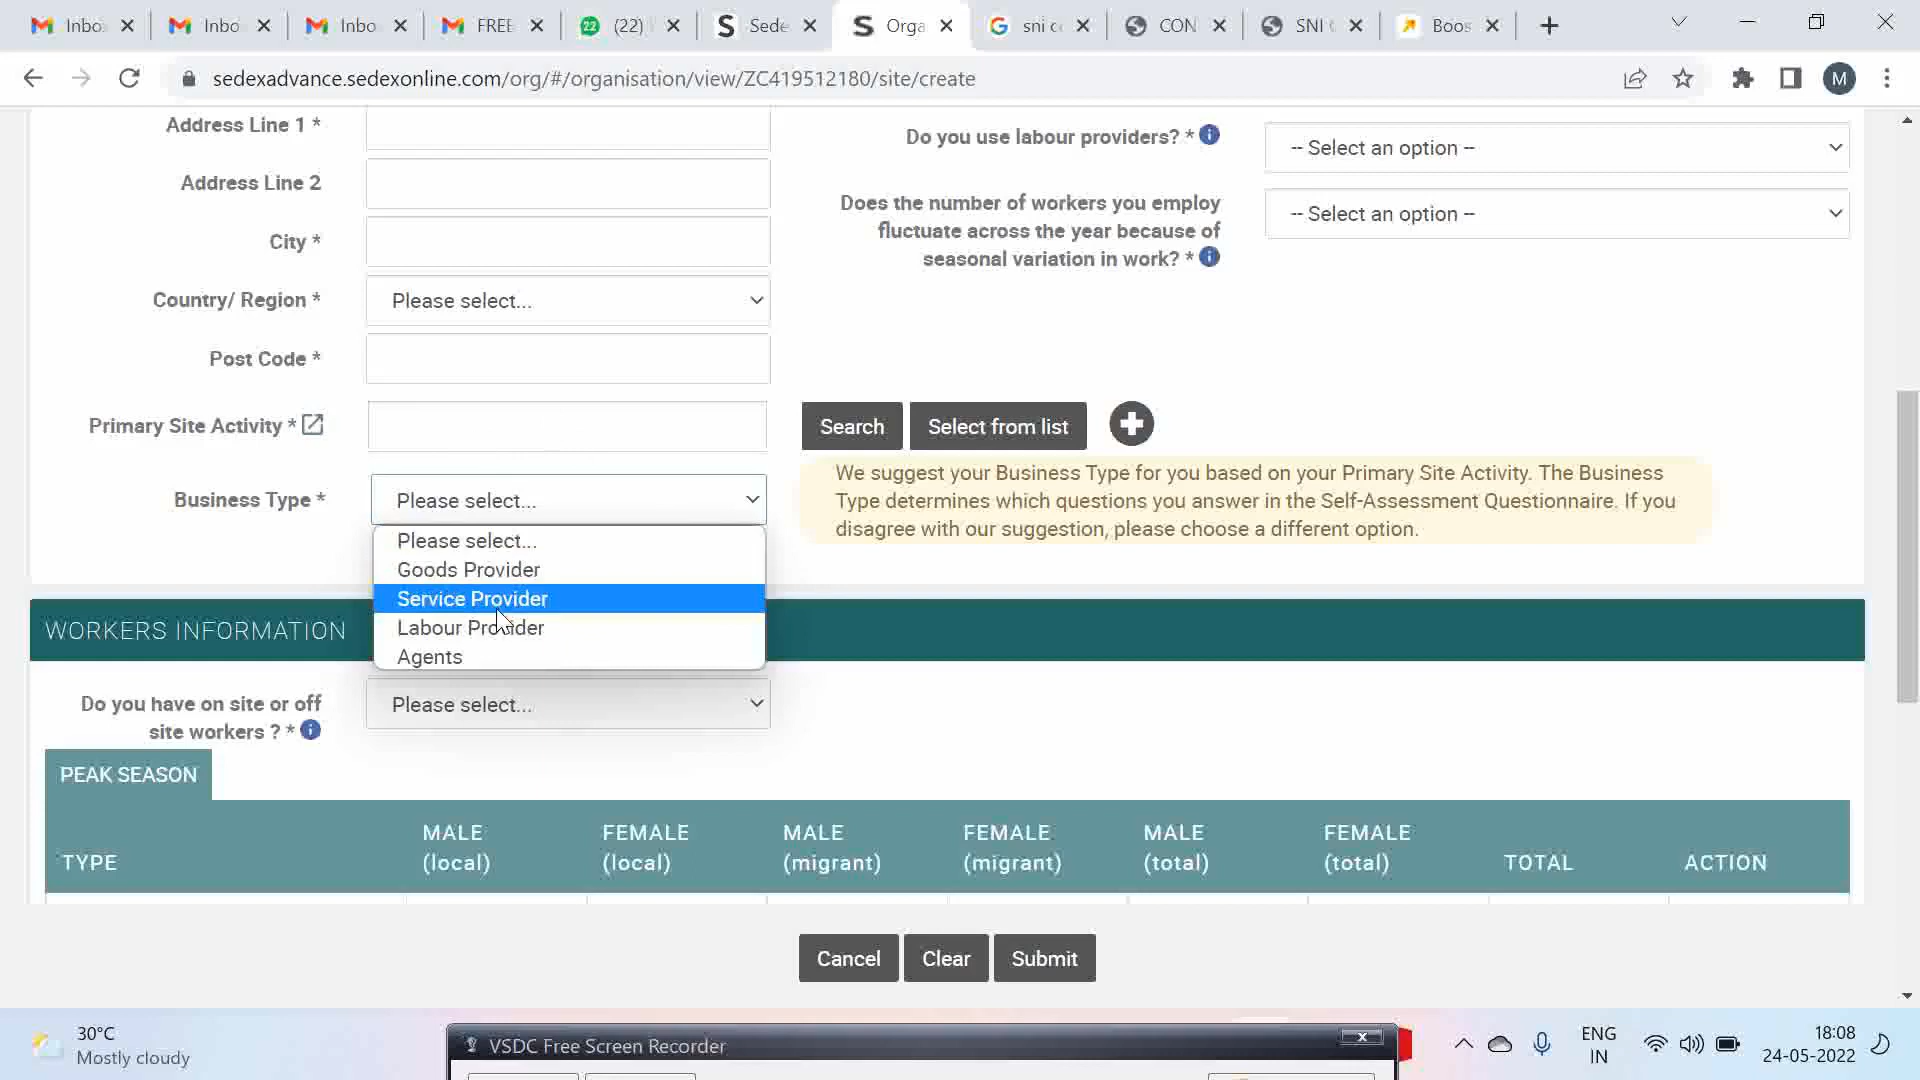 Inbo
Inbo
Inbo
FREE
22
(22)
Sede
Orga
sni c
CON
SNI
Boos
sedexadvance.sedexonline.com/org/#/organisation/view/ZC419512180/site/create
M
Address Line 1 *
Do you use labour providers? *
-- Select an option --
Address Line 2
Does the number of workers you employ
fluctuate across the year because of
seasonal variation in work? *
-- Select an option --
City *
Country/ Region *
Please select...
Post Code *
Primary Site Activity *
Search
Select from list
Business Type *
Please select...
We suggest your Business Type for you based on your Primary Site Activity. The Business
Type determines which questions you answer in the Self-Assessment Questionnaire. If you
disagree with our suggestion, please choose a different option.
Please select...
Goods Provider
Service Provider
Labour Provider
Agents
WORKERS INFORMATION
Do you have on site or off
site workers ? *
Please select...
PEAK SEASON
TYPE
MALE
(local)
FEMALE
(local)
MALE
(migrant)
FEMALE
(migrant)
MALE
(total)
FEMALE
(total)
TOTAL
ACTION
Cancel
Clear
Submit
30°C
Mostly cloudy
VSDC Free Screen Recorder
ENG
IN
18:08
24-05-2022